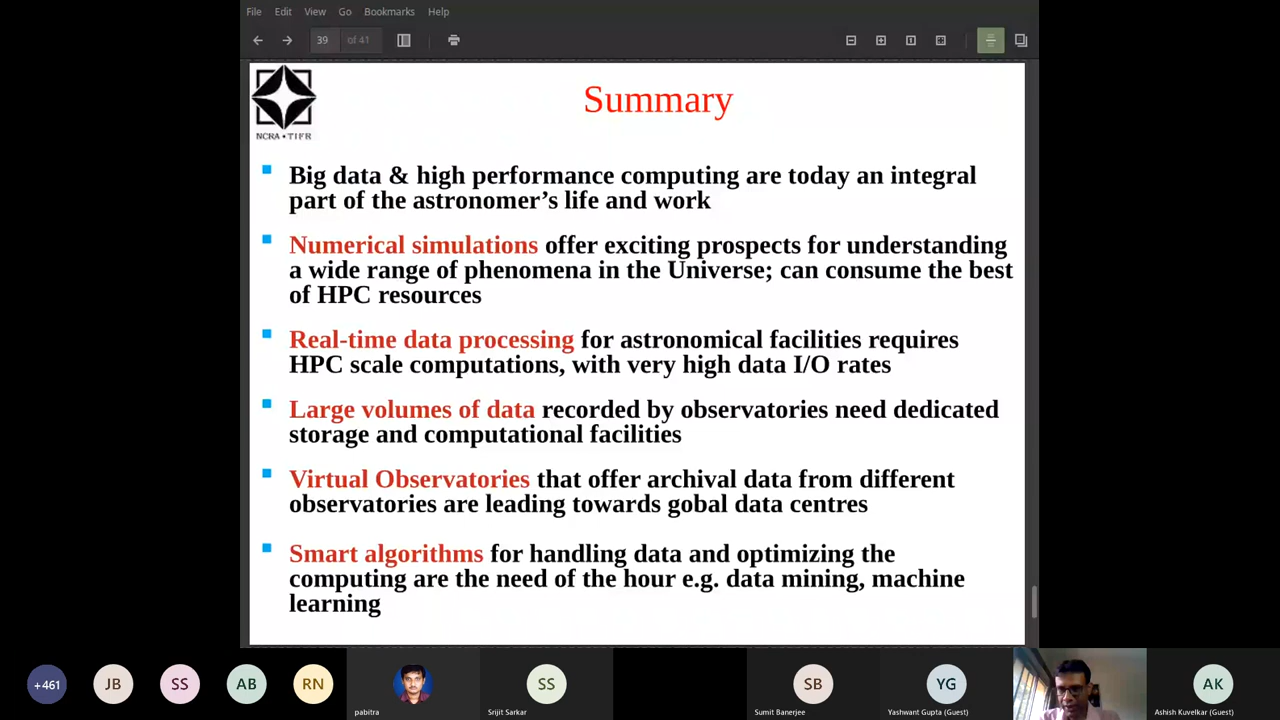 File Edit View Go Bookmarks Help
39 of 41
NCRA • TIFR
Summary
Big data & high performance computing are today an integral
part of the astronomer’s life and work
Numerical simulations offer exciting prospects for understanding
a wide range of phenomena in the Universe; can consume the best
of HPC resources
Real-time data processing for astronomical facilities requires
HPC scale computations, with very high data I/O rates
Large volumes of data recorded by observatories need dedicated
storage and computational facilities
Virtual Observatories that offer archival data from different
observatories are leading towards gobal data centres
Smart algorithms for handling data and optimizing the
computing are the need of the hour e.g. data mining, machine
learning
+461 JB SS AB RN SS SB YG AK
pabitra Srijit Sarkar Sumit Banerjee Yashwant Gupta (Guest) Ashish Kuvelkar (Guest)